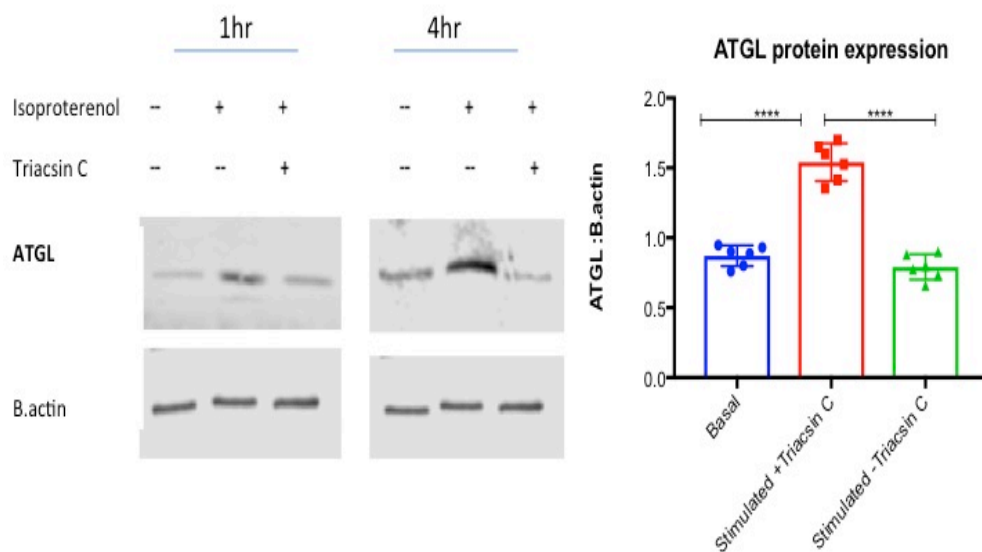 1hr 4hr
Isoproterenol -- + + -- + +
Triacsin C -- -- + -- -- +
ATGL
B.actin
ATGL protein expression
2.0
1.5
1.0
0.5
0.0
ATGL :B.actin
**** ****
Basal
Stimulated +Triacsin C
Stimulated -Triacsin C